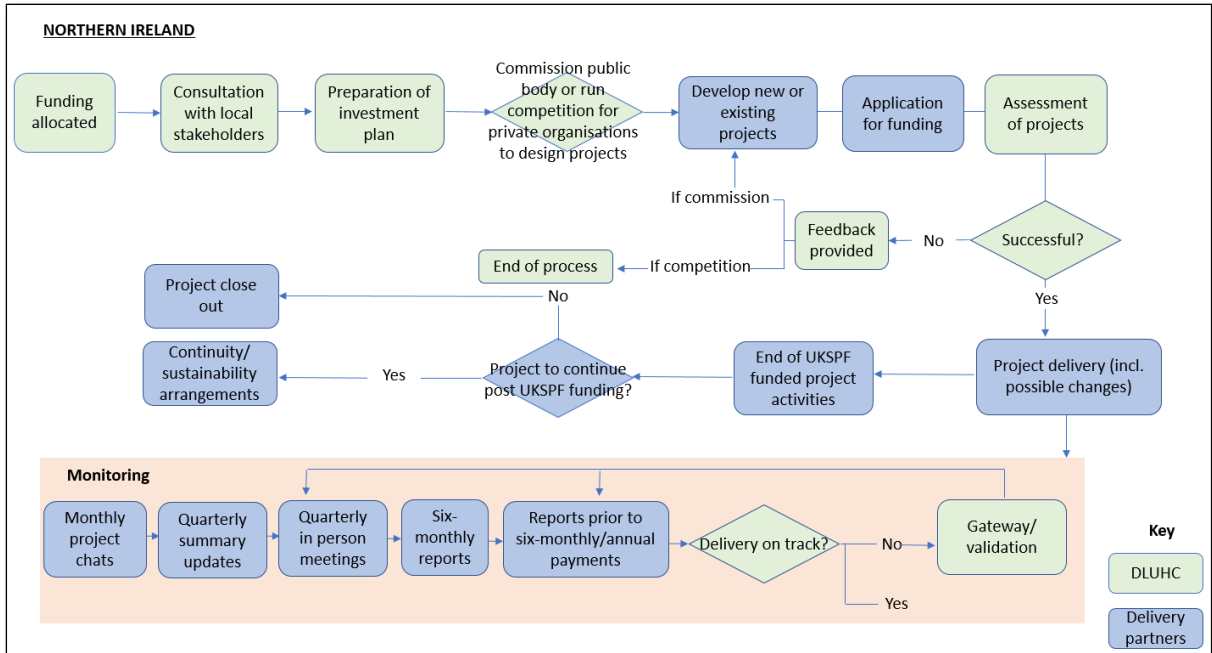 NORTHERN IRELAND
Funding
allocated
Consultation
with local
stakeholders
Preparation of
investment
plan
Commission public
body or run
competition for
private organisations
to design projects
Develop new or
existing
projects
Application
for funding
Assessment
of projects
If commission
Feedback
provided
No
Successful?
End of process
If competition
Yes
Project close
out
No
Continuity/
sustainability
arrangements
Yes
Project to continue
post UKSPF funding?
End of UKSPF
funded project
activities
Project delivery (incl.
possible changes)
Monitoring
Monthly
project
chats
Quarterly
summary
updates
Quarterly
in person
meetings
Six-
monthly
reports
Reports prior to
six-monthly/annual
payments
Delivery on track?
No
Yes
Gateway/
validation
Key
DLUHC
Delivery
partners